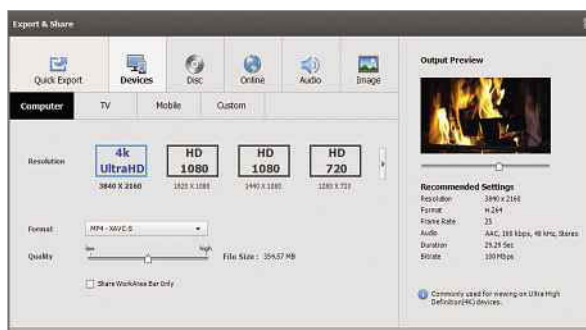 Export & Share
Quick Export
Devices
Disc
Online
Audio
Image
Computer
TV
Mobile
Custom
Resolution
4k UltraHD
3840 X 2160
HD 1080
1920 X 1080
HD 1080
1440 X 1080
HD 720
1280 X 720
Format
MP4 - XAVC-S
Quality
low
high
File Size : 354.57 MB
Share WorkArea Bar Only
Output Preview
Recommended Settings
Resolution 3840 x 2160
Format H.264
Frame Rate 25
Audio AAC, 160 kbps, 48 kHz, Stereo
Duration 29.29 Sec
Bitrate 100 Mbps
Commonly used for viewing on Ultra High
Definition(4K) devices.